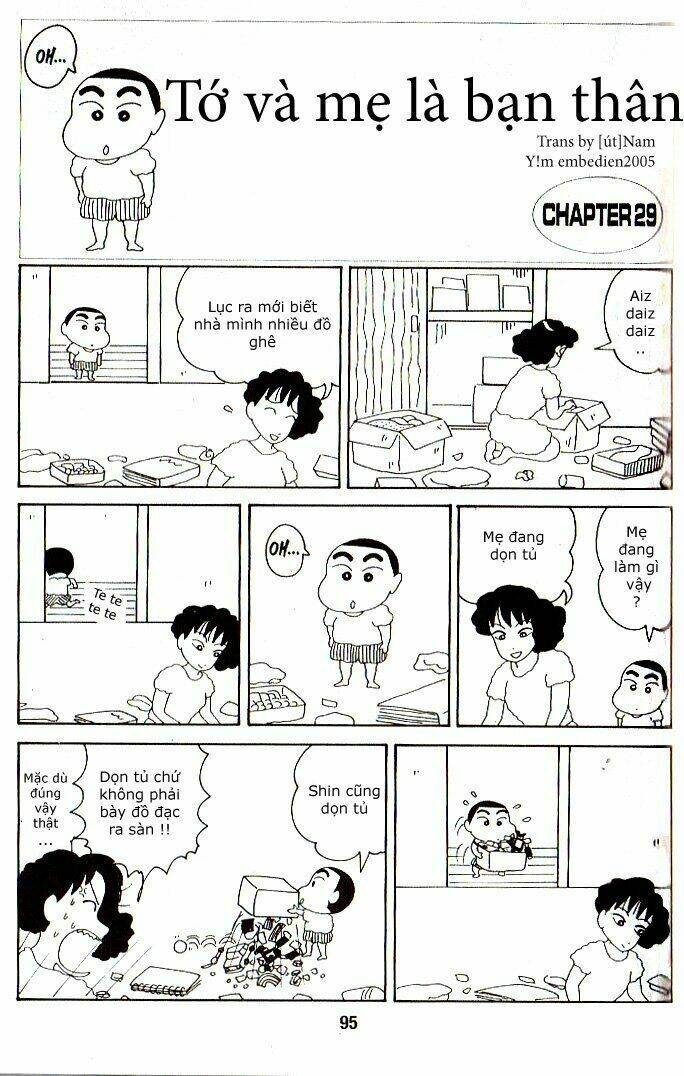 OH...
Tớ và mẹ là bạn thân
Trans by [út]Nam
Y!m embedien2005
CHAPTER 29
Aiz
daiz
daiz
..
Lục ra mới biết
nhà mình nhiều đồ
ghê
Mẹ
đang
làm gì
vậy
?
Mẹ đang
dọn tủ
OH...
Te te
te te
Shin cũng
dọn tủ
Dọn tủ chứ
không phải
bày đồ đạc
ra sàn !!
Mặc dù
đúng
vậy
thật
...
95